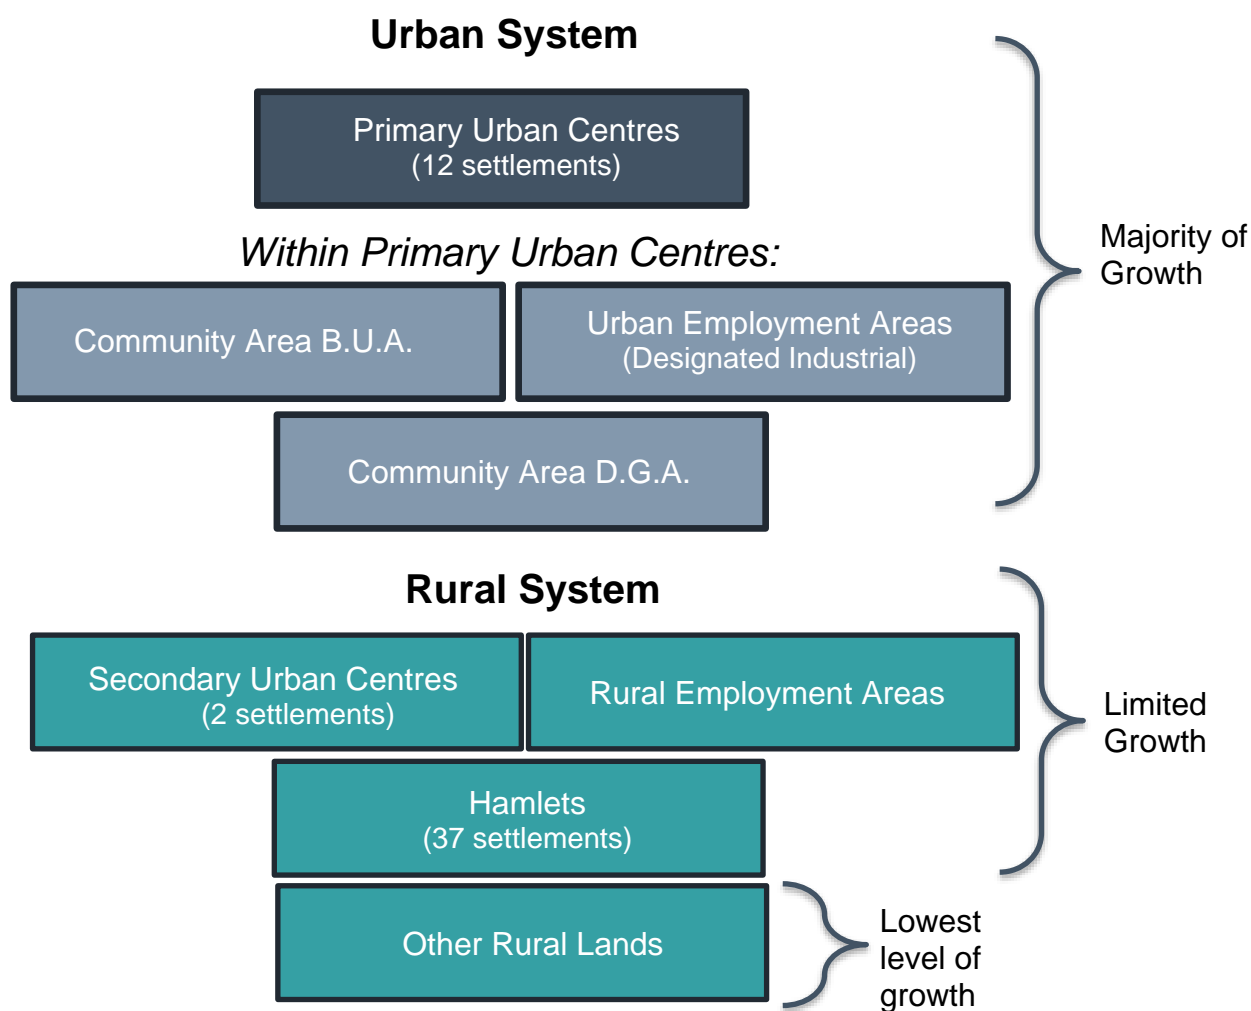 Urban System
Primary Urban Centres
(12 settlements)
Within Primary Urban Centres:
Majority of
Growth
Community Area B.U.A.
Urban Employment Areas
(Designated Industrial)
Community Area D.G.A.
Rural System
Secondary Urban Centres
(2 settlements)
Rural Employment Areas
Limited
Growth
Hamlets
(37 settlements)
Other Rural Lands
Lowest
level of
growth